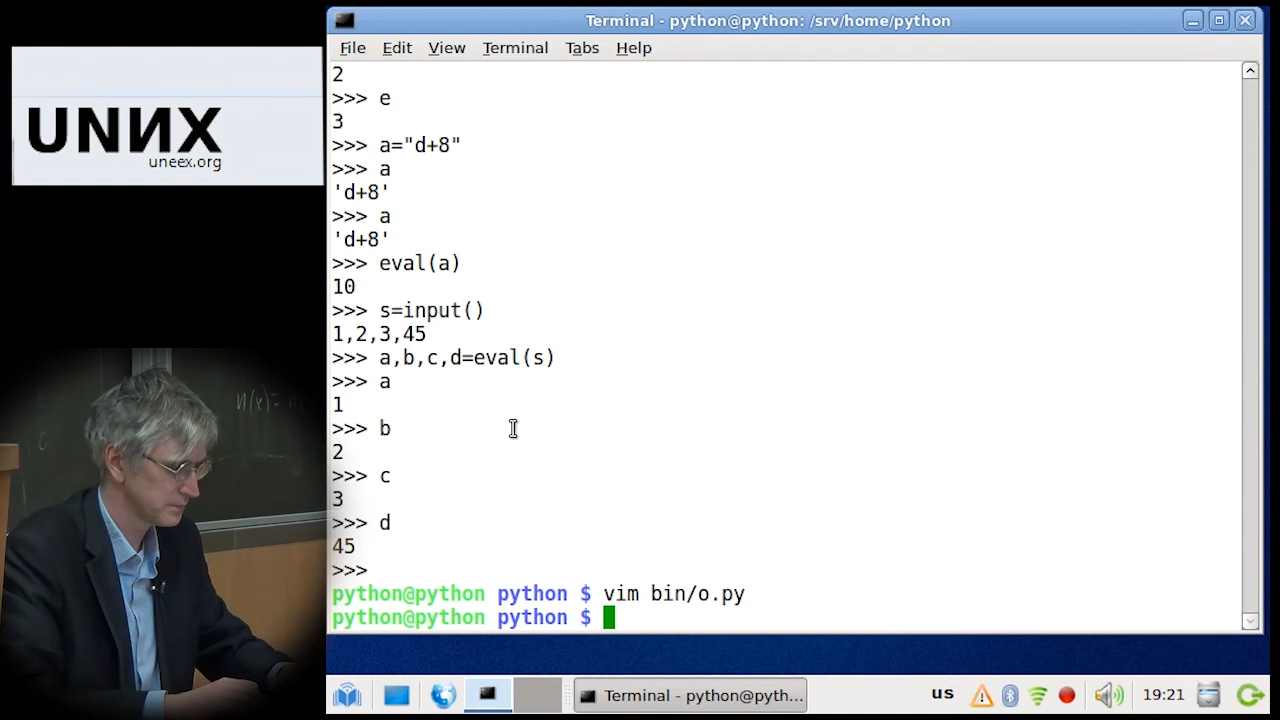 UNИX
uneex.org
Terminal - python@python: /srv/home/python
File Edit View Terminal Tabs Help
2
>>> e
3
>>> a="d+8"
>>> a
'd+8'
>>> a
'd+8'
>>> eval(a)
10
>>> s=input()
1,2,3,45
>>> a,b,c,d=eval(s)
>>> a
1
>>> b
2
>>> c
3
>>> d
45
>>>
python@python python $ vim bin/o.py
python@python python $
Terminal - python@pyth...
us
19:21